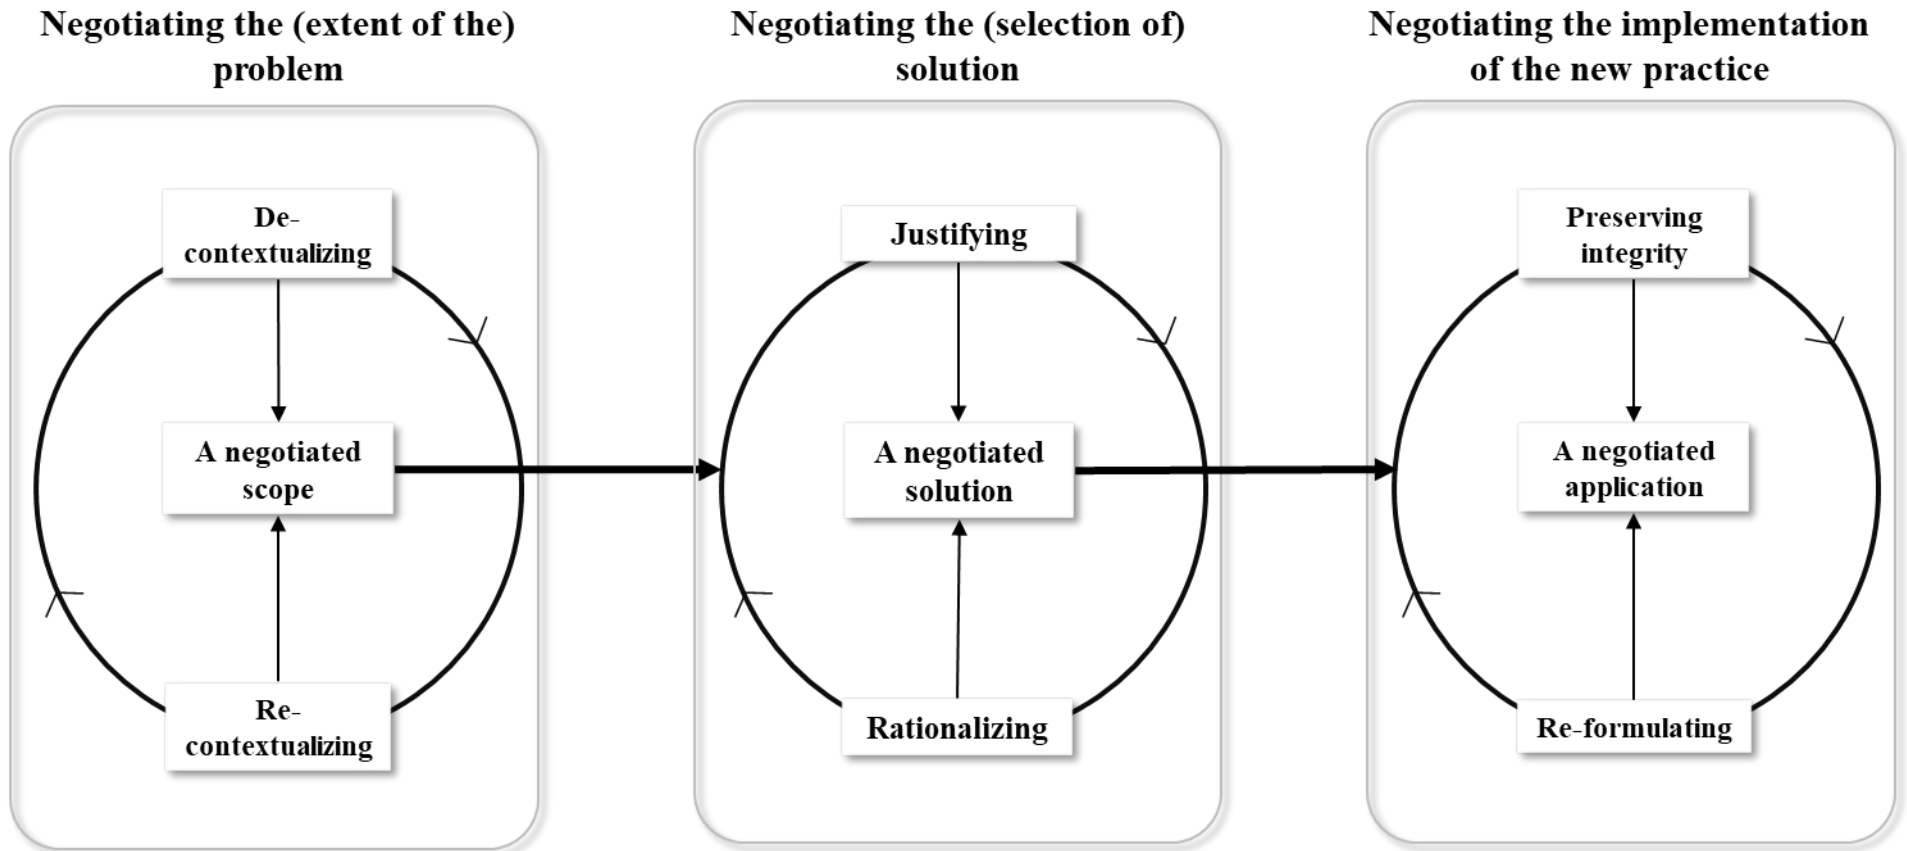 Negotiating the (extent of the)
problem
De-
contextualizing
A negotiated
scope
Re-
contextualizing
Negotiating the (selection of)
solution
Justifying
A negotiated
solution
Rationalizing
Negotiating the implementation
of the new practice
Preserving
integrity
A negotiated
application
Re-formulating